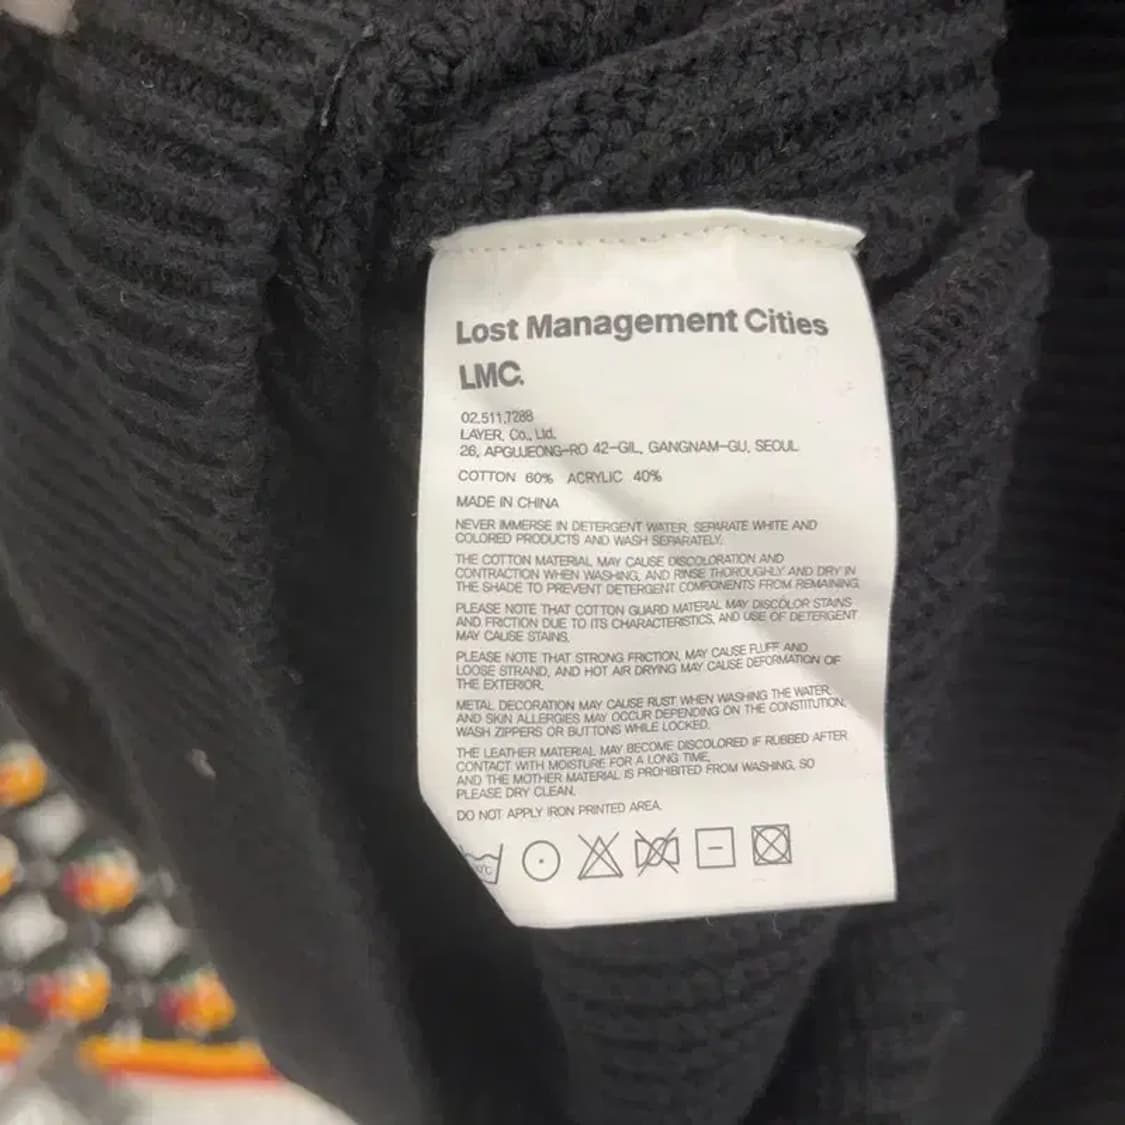 Lost Management Cities
LMC.
02.511.7288
LAYER. Co., Ltd.
26, APGUJEONG-RO 42-GIL, GANGNAM-GU, SEOUL
COTTON 60% ACRYLIC 40%
MADE IN CHINA
NEVER IMMERSE IN DETERGENT WATER, SEPARATE WHITE AND
COLORED PRODUCTS AND WASH SEPARATELY.
THE COTTON MATERIAL MAY CAUSE DISCOLORATION AND
CONTRACTION WHEN WASHING, AND RINSE THOROUGHLY AND DRY IN
THE SHADE TO PREVENT DETERGENT COMPONENTS FROM REMAINING.
PLEASE NOTE THAT COTTON GUARD MATERIAL MAY DISCOLOR STAINS
AND FRICTION DUE TO ITS CHARACTERISTICS, AND USE OF DETERGENT
MAY CAUSE STAINS.
PLEASE NOTE THAT STRONG FRICTION, MAY CAUSE FLUFF AND
LOOSE STRAND, AND HOT AIR DRYING MAY CAUSE DEFORMATION OF
THE EXTERIOR.
METAL DECORATION MAY CAUSE RUST WHEN WASHING THE WATER,
AND SKIN ALLERGIES MAY OCCUR DEPENDING ON THE CONSTITUTION,
WASH ZIPPERS OR BUTTONS WHILE LOCKED.
THE LEATHER MATERIAL MAY BECOME DISCOLORED IF RUBBED AFTER
CONTACT WITH MOISTURE FOR A LONG TIME,
AND THE MOTHER MATERIAL IS PROHIBITED FROM WASHING, SO
PLEASE DRY CLEAN.
DO NOT APPLY IRON PRINTED AREA.